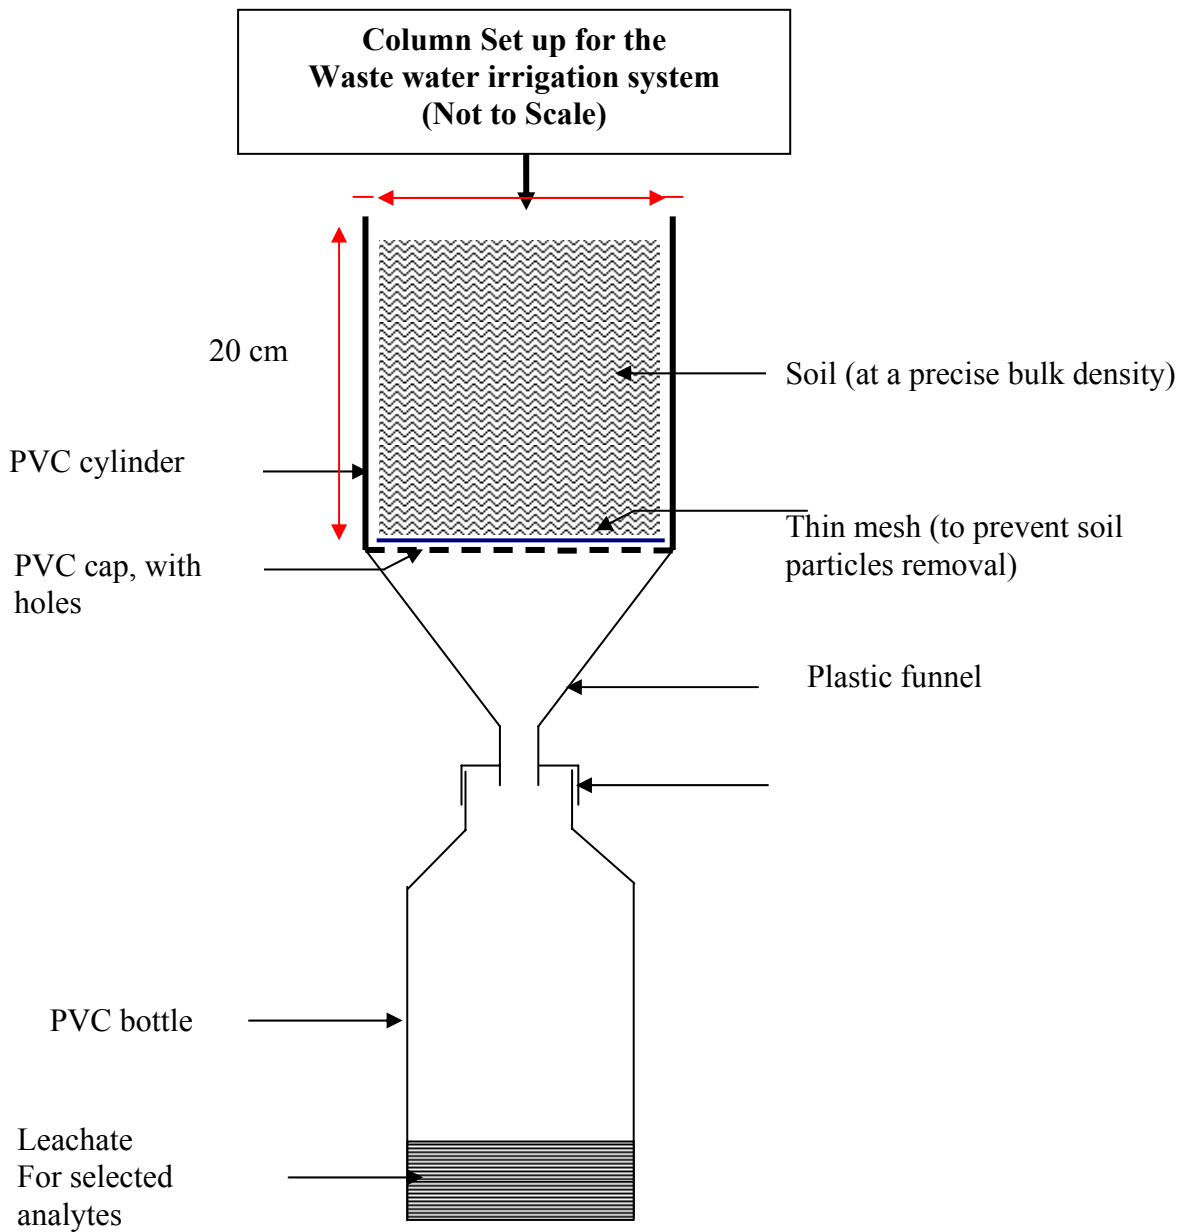 Column Set up for the
Waste water irrigation system
(Not to Scale)
20 cm
Soil (at a precise bulk density)
PVC cylinder
Thin mesh (to prevent soil
particles removal)
PVC cap, with
holes
Plastic funnel
PVC bottle
Leachate
For selected
analytes